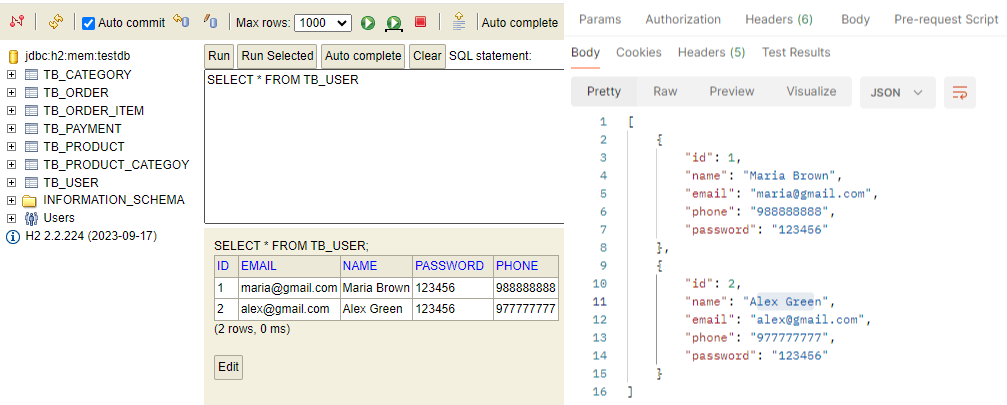 Auto commit Max rows: 1000 Auto complete
jdbc:h2:mem:testdb
TB_CATEGORY
TB_ORDER
TB_ORDER_ITEM
TB_PAYMENT
TB_PRODUCT
TB_PRODUCT_CATEGOY
TB_USER
INFORMATION_SCHEMA
Users
H2 2.2.224 (2023-09-17)
Run Run Selected Auto complete Clear SQL statement:
SELECT * FROM TB_USER
SELECT * FROM TB_USER;
ID EMAIL NAME PASSWORD PHONE
1 maria@gmail.com Maria Brown 123456 988888888
2 alex@gmail.com Alex Green 123456 977777777
(2 rows, 0 ms)
Edit
Params Authorization Headers (6) Body Pre-request Script
Body Cookies Headers (5) Test Results
Pretty Raw Preview Visualize JSON
1 [
2 {
3 "id": 1,
4 "name": "Maria Brown",
5 "email": "maria@gmail.com",
6 "phone": "988888888",
7 "password": "123456"
8 },
9 {
10 "id": 2,
11 "name": "Alex Green",
12 "email": "alex@gmail.com",
13 "phone": "977777777",
14 "password": "123456"
15 }
16 ]